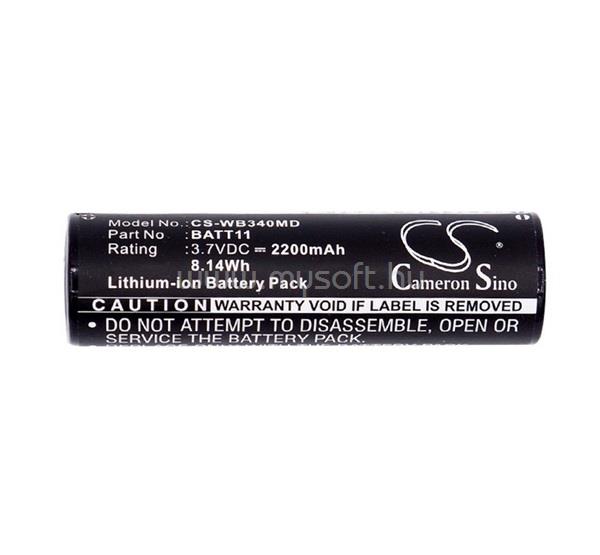 Model No.: CS-WB340MD
Part No : BATT11
Rating : 3.7VDC ⎓ 2200mAh
8.14Wh
Lithium-ion Battery Pack
CS
Cameron Sino
www.mysoft.hu
CAUTION WARRANTY VOID IF LABEL IS REMOVED
• DO NOT ATTEMPT TO DISASSEMBLE, OPEN OR
SERVICE THE BATTERY PACK.